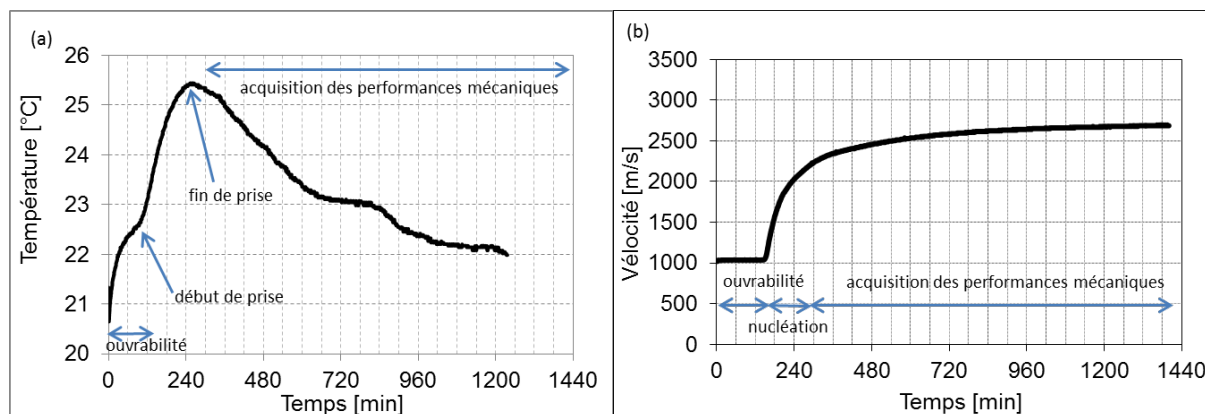 (a)
26
25
24
23
22
21
20
Température [°C]
acquisition des performances mécaniques
fin de prise
début de prise
ouvrabilité
0 240 480 720 960 1200 1440
Temps [min]
(b)
3500
3000
2500
2000
1500
1000
500
0
Vélocité [m/s]
ouvrabilité
acquisition des performances mécaniques
nucléation
0 240 480 720 960 1200 1440
Temps [min]